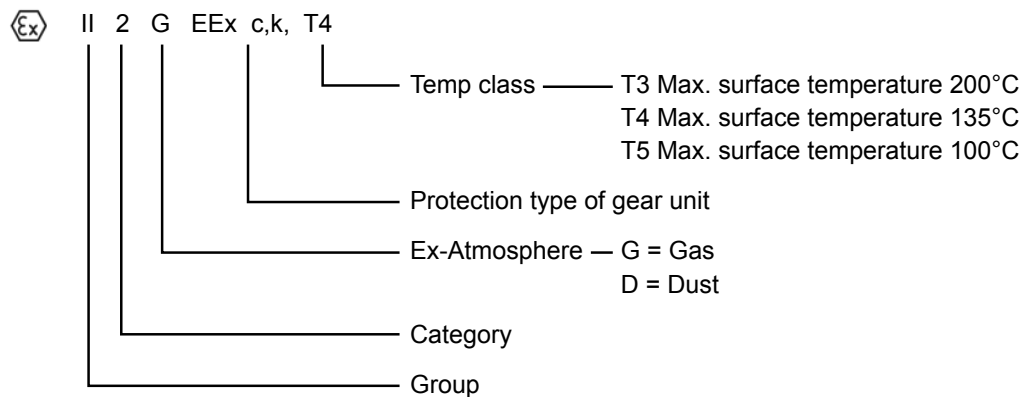 Ex II 2 G EEx c,k, T4
Temp class T3 Max. surface temperature 200°C
T4 Max. surface temperature 135°C
T5 Max. surface temperature 100°C
Protection type of gear unit
Ex-Atmosphere G = Gas
D = Dust
Category
Group